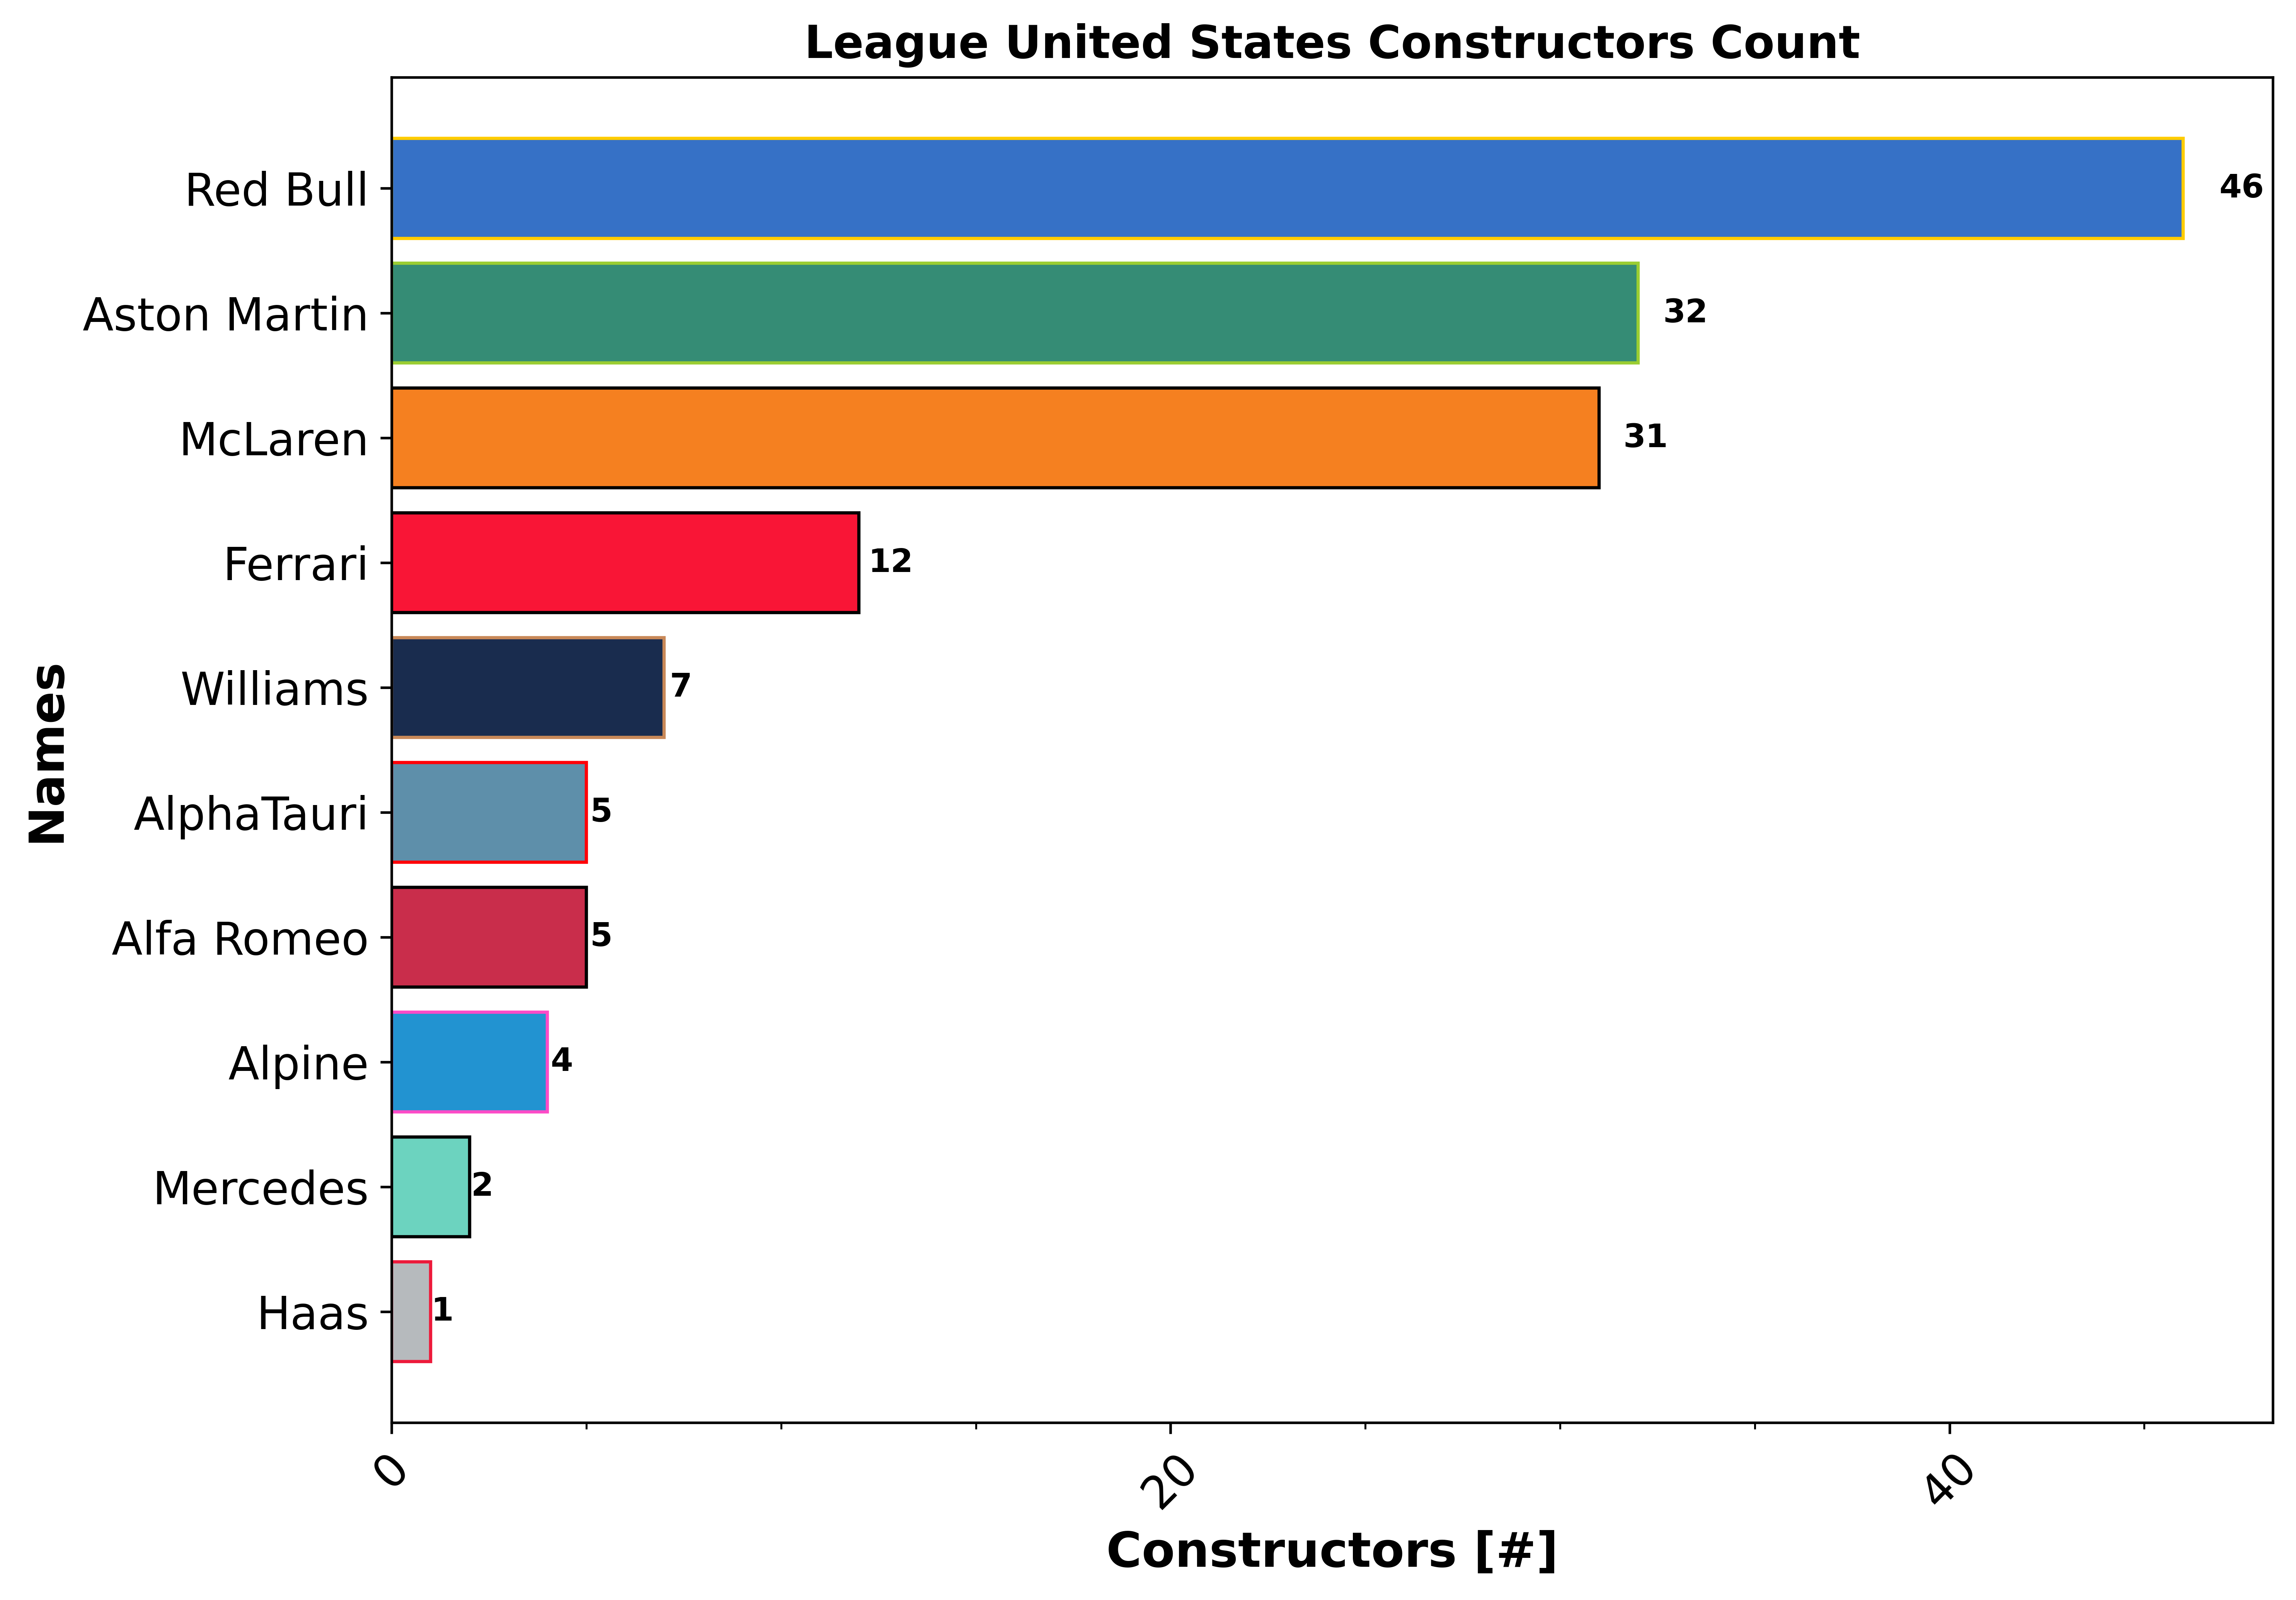 League United States Constructors Count
Red Bull
46
Aston Martin
32
McLaren
31
Ferrari
12
Williams
7
AlphaTauri
5
Alfa Romeo
5
Alpine
4
Mercedes
2
Haas
1
Names
0
20
40
Constructors [#]